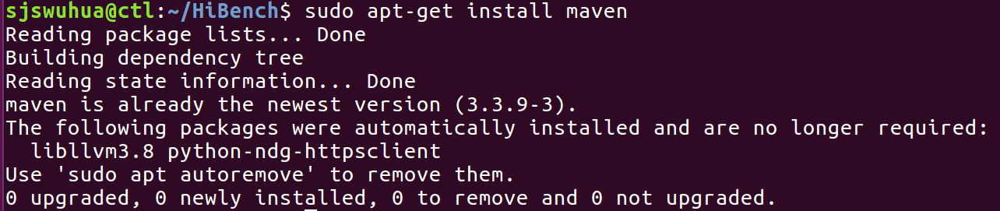 sjswuhua@ctl:~/HiBench$ sudo apt-get install maven
Reading package lists... Done
Building dependency tree
Reading state information... Done
maven is already the newest version (3.3.9-3).
The following packages were automatically installed and are no longer required:
  libllvm3.8 python-ndg-httpsclient
Use 'sudo apt autoremove' to remove them.
0 upgraded, 0 newly installed, 0 to remove and 0 not upgraded.